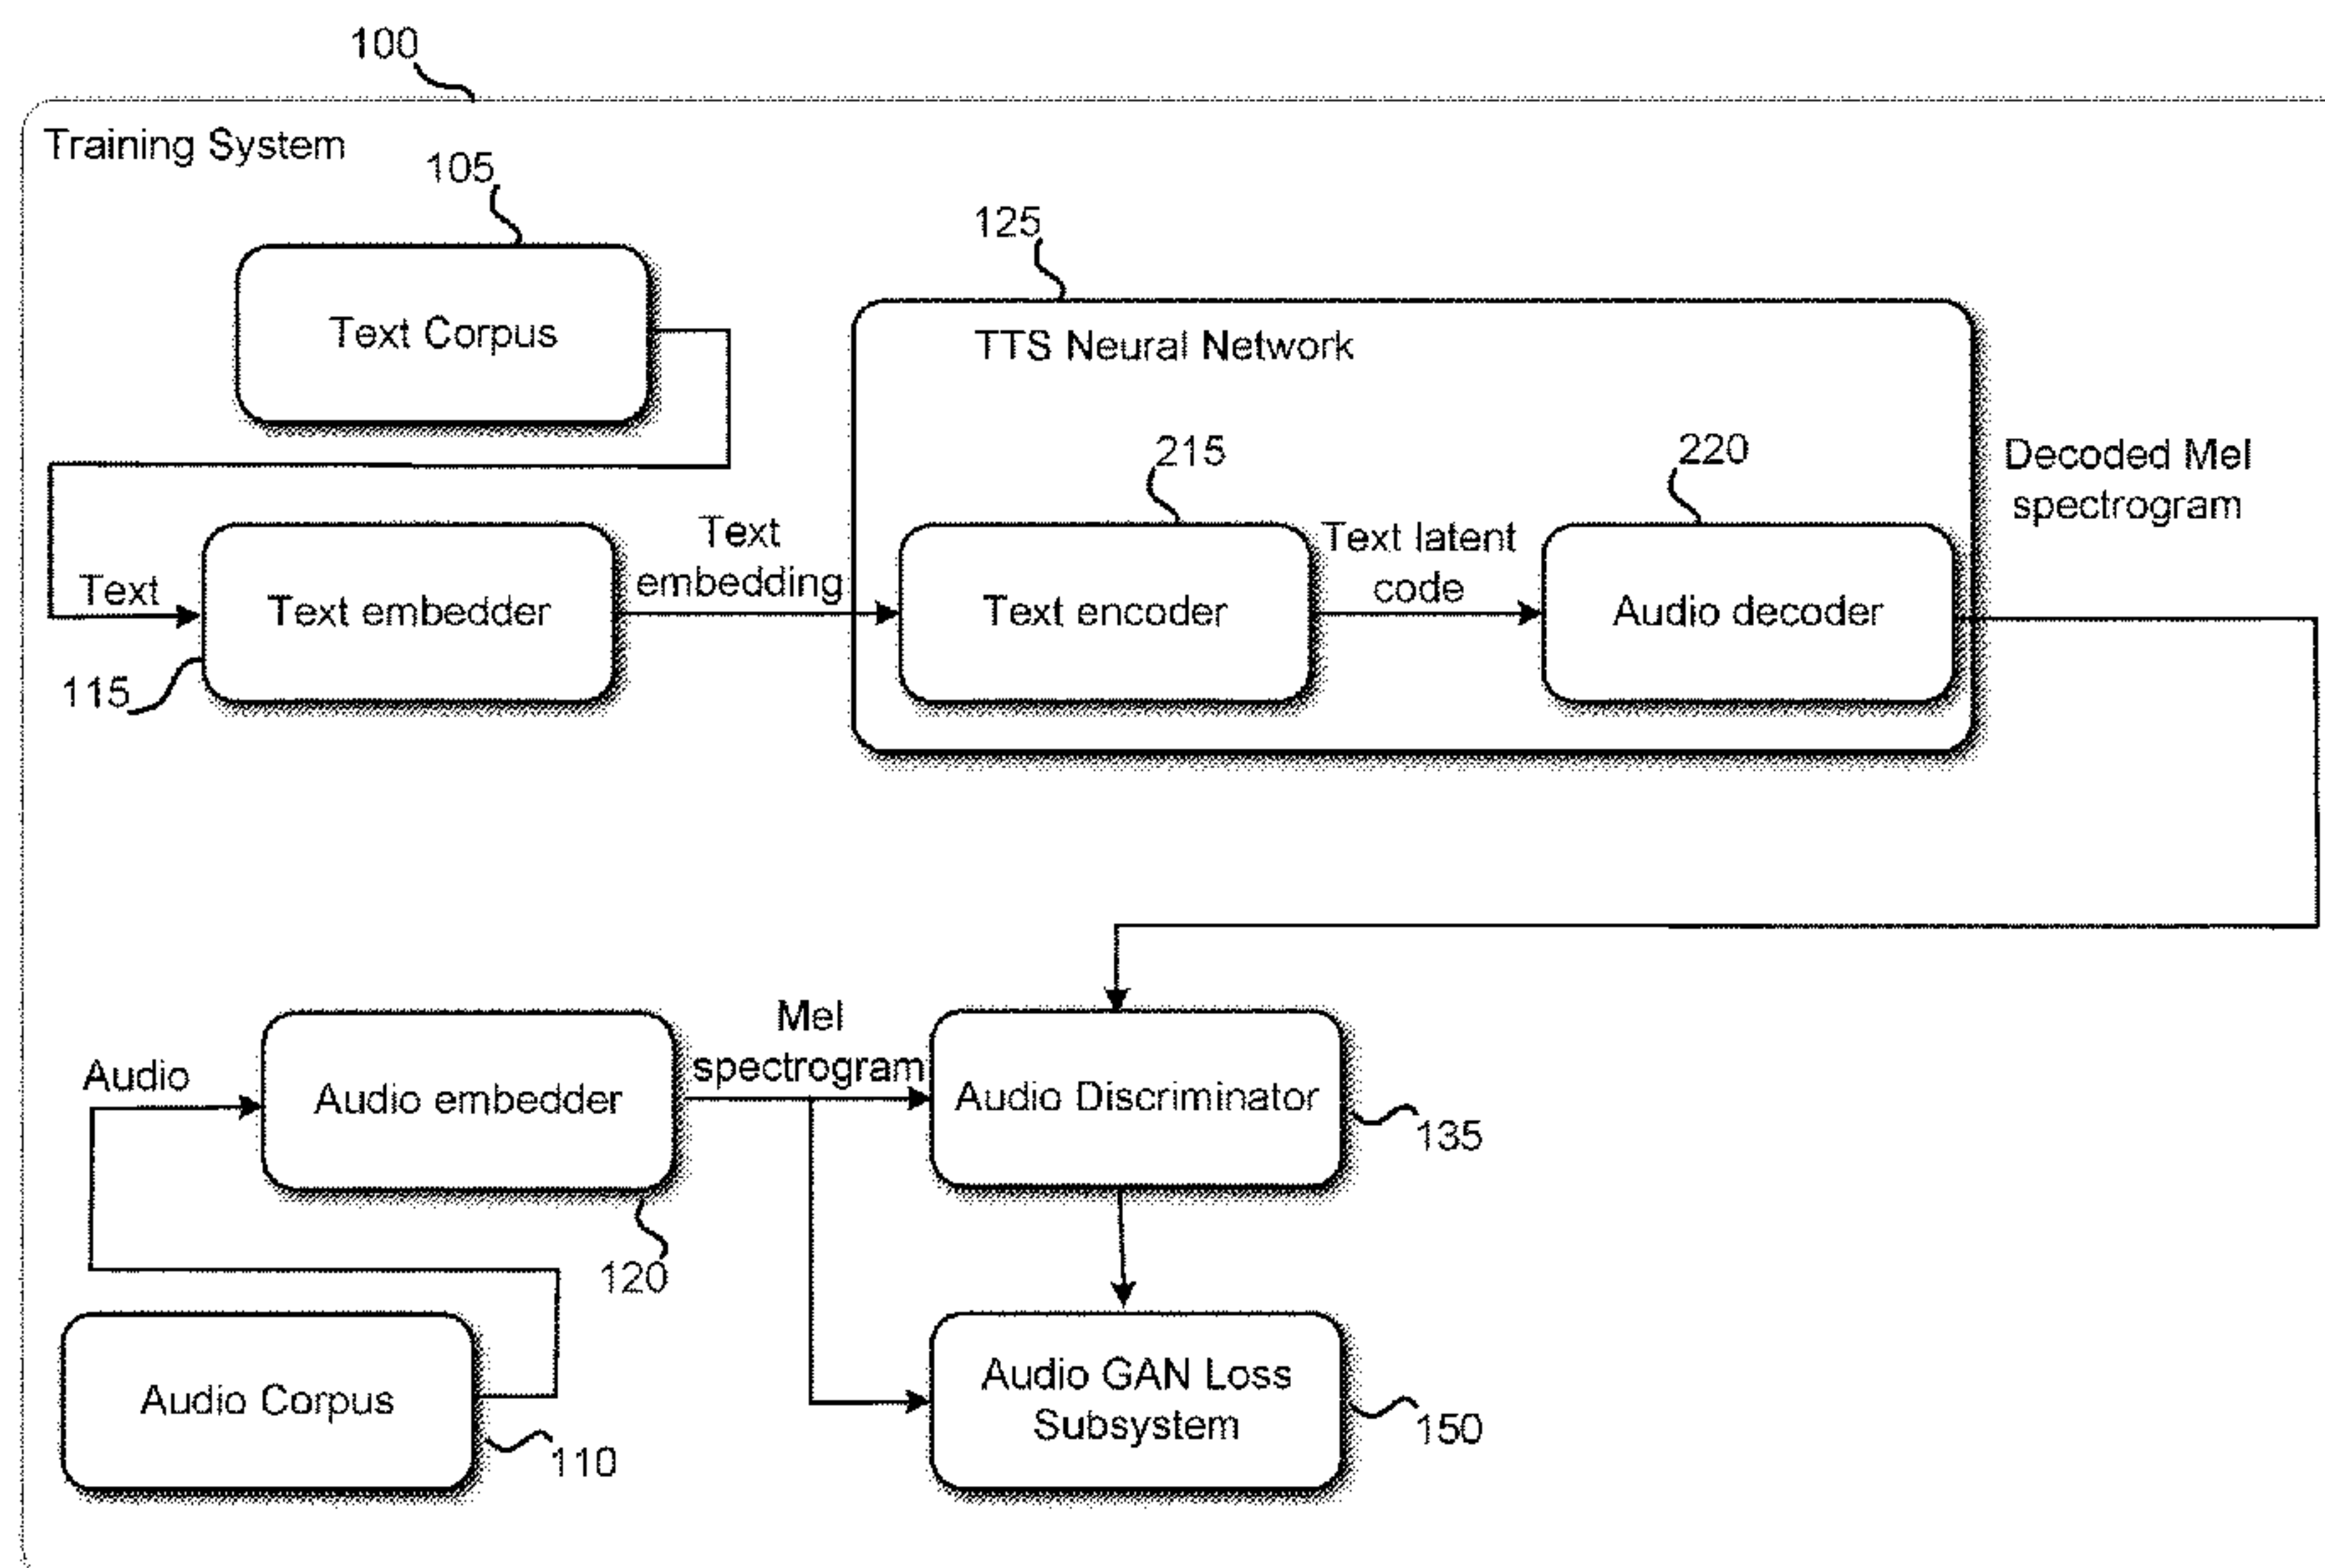 100
Training System
105
Text Corpus
125
TTS Neural Network
215
220
Decoded Mel
spectrogram
Text
Text embedder
115
Text
embedding
Text encoder
Text latent
code
Audio decoder
Audio
Audio embedder
120
Mel
spectrogram
Audio Discriminator
135
Audio Corpus
110
Audio GAN Loss
Subsystem
150